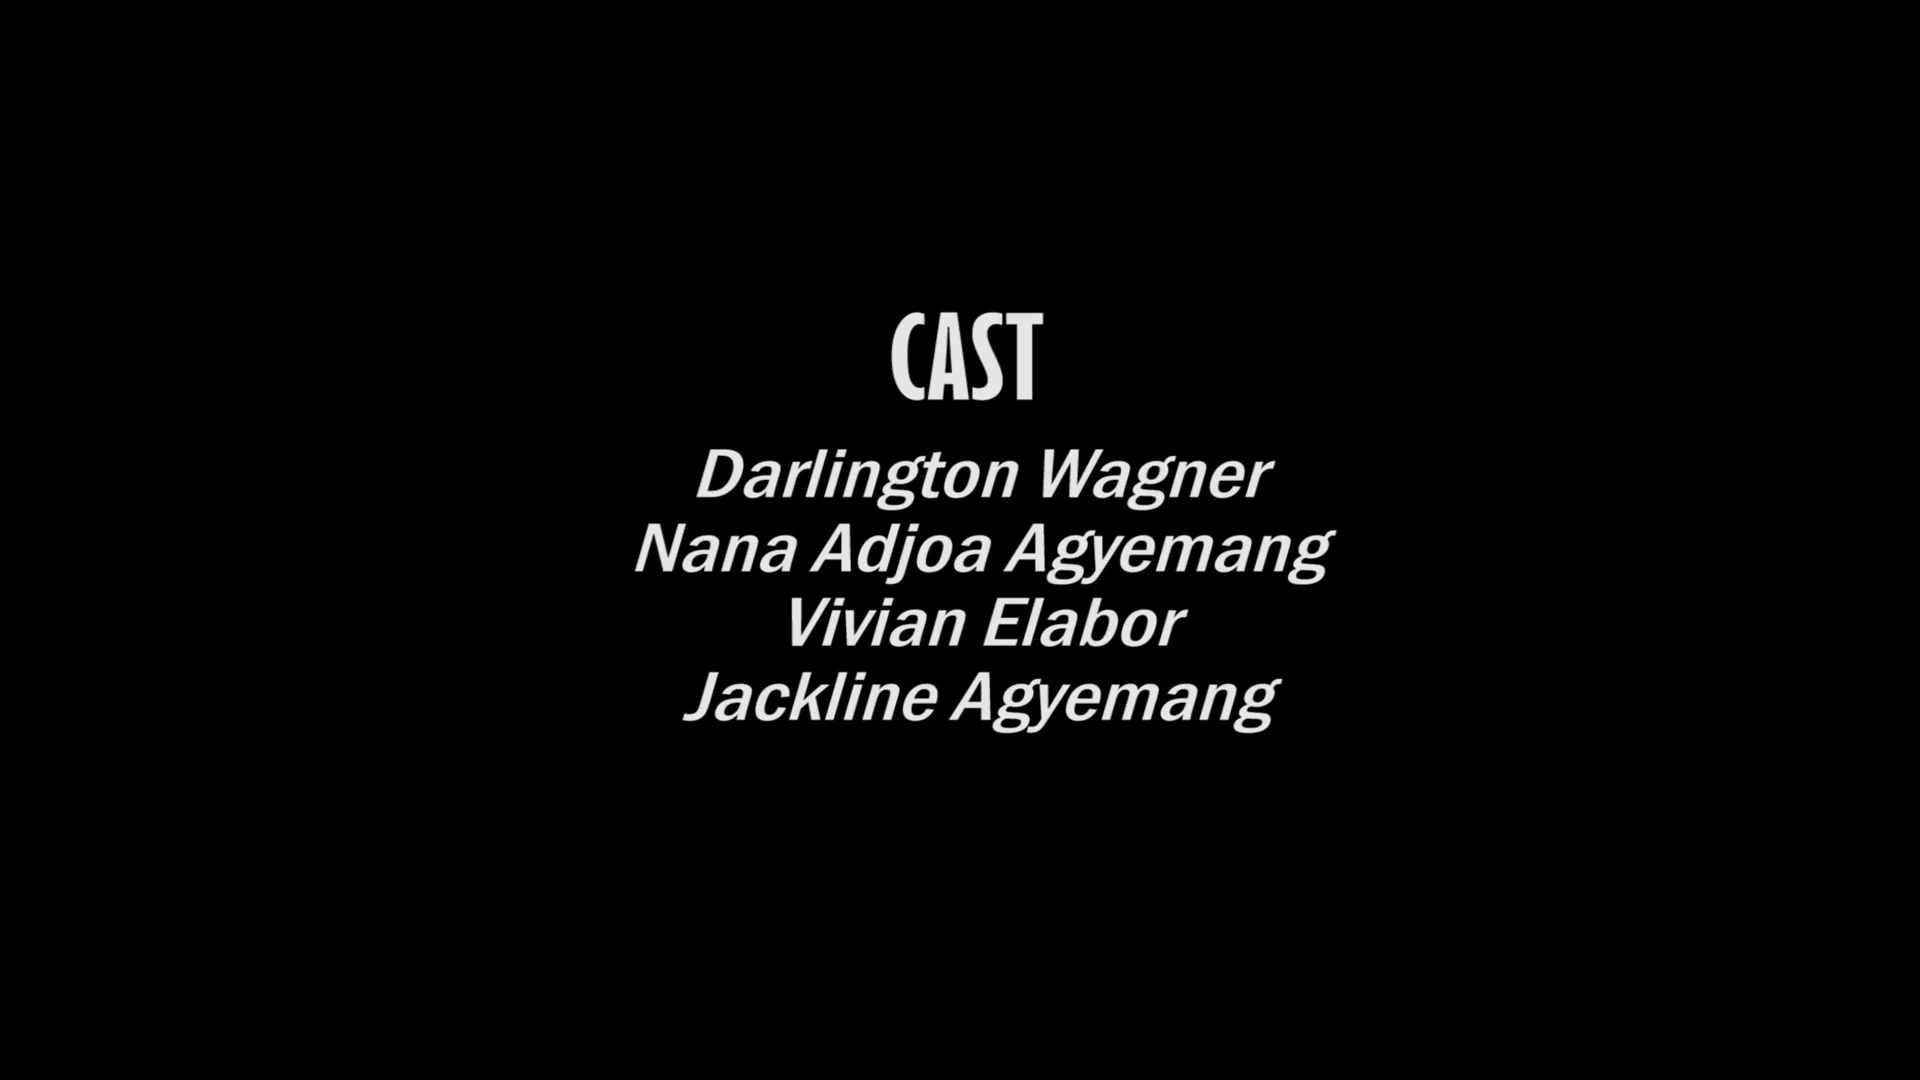 CAST
Darlington Wagner
Nana Adjoa Agyemang
Vivian Elabor
Jackline Agyemang